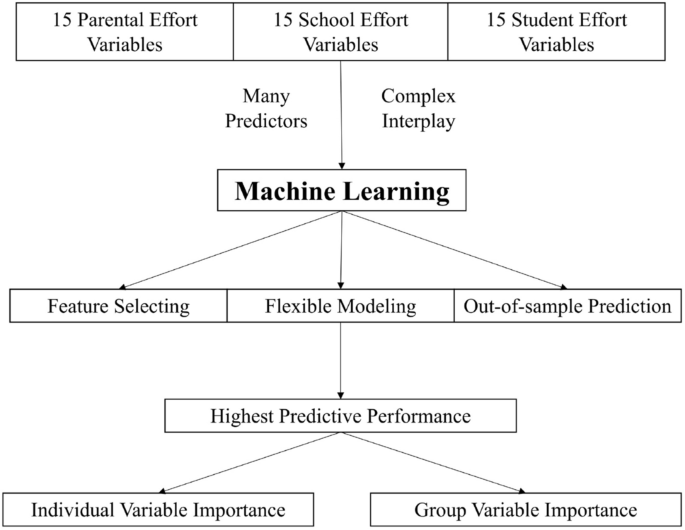 15 Parental Effort
Variables
15 School Effort
Variables
15 Student Effort
Variables
Many
Predictors
Complex
Interplay
Machine Learning
Feature Selecting
Flexible Modeling
Out-of-sample Prediction
Highest Predictive Performance
Individual Variable Importance
Group Variable Importance